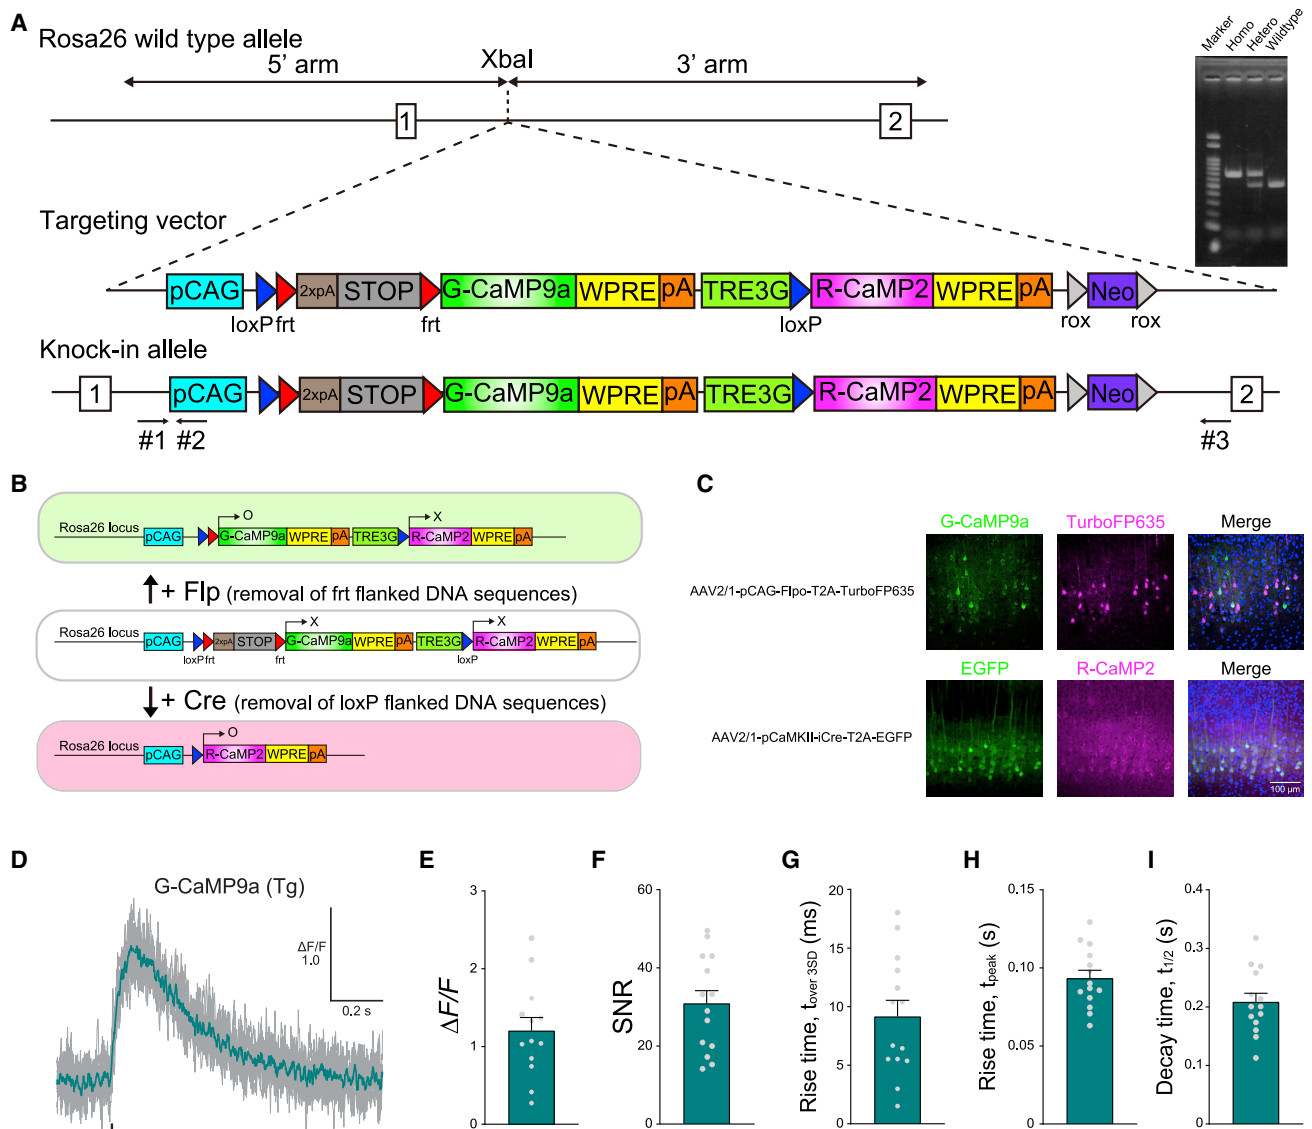 A
Rosa26 wild type allele
5' arm
XbaI
3' arm
1
2
Marker
Homo
Hetero
Wildtype
Targeting vector
pCAG
2xpA
STOP
G-CaMP9a
WPRE
pA
TRE3G
R-CaMP2
WPRE
pA
Neo
loxP
frt
frt
loxP
rox
rox
Knock-in allele
1
pCAG
2xpA
STOP
G-CaMP9a
WPRE
pA
TRE3G
R-CaMP2
WPRE
pA
Neo
2
#1
#2
#3
B
Rosa26 locus
pCAG
O
G-CaMP9a
WPRE
pA
TRE3G
X
R-CaMP2
WPRE
pA
+ Flp (removal of frt flanked DNA sequences)
Rosa26 locus
pCAG
2xpA
STOP
X
G-CaMP9a
WPRE
pA
TRE3G
X
R-CaMP2
WPRE
pA
loxP
frt
frt
loxP
+ Cre (removal of loxP flanked DNA sequences)
Rosa26 locus
pCAG
O
R-CaMP2
WPRE
pA
C
G-CaMP9a
TurboFP635
Merge
AAV2/1-pCAG-Flpo-T2A-TurboFP635
EGFP
R-CaMP2
Merge
AAV2/1-pCaMKII-iCre-T2A-EGFP
100 µm
D
G-CaMP9a (Tg)
ΔF/F
1.0
0.2 s
E
ΔF/F
3
2
1
0
F
SNR
60
40
20
0
G
Rise time, tover 3SD (ms)
20
15
10
5
0
H
Rise time, tpeak (s)
0.15
0.10
0.05
0
I
Decay time, t1/2 (s)
0.4
0.3
0.2
0.1
0